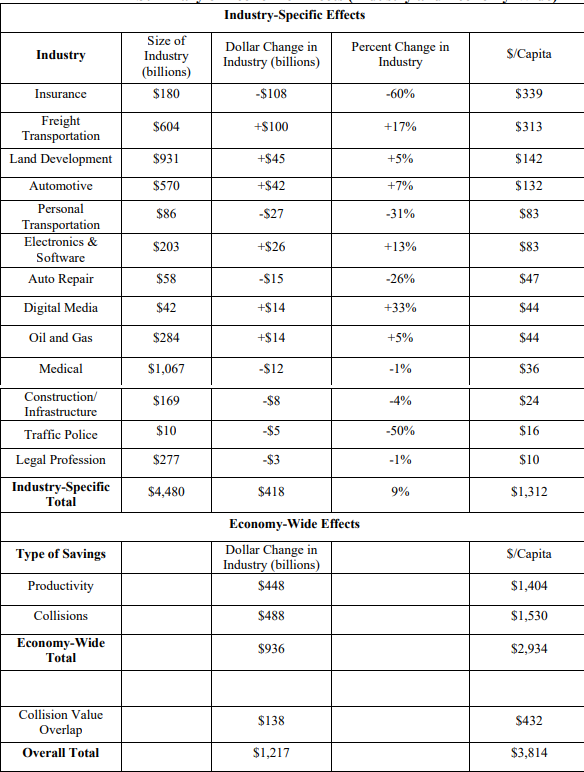 Industry-Specific Effects
Industry
Size of
Industry
(billions)
Dollar Change in
Industry (billions)
Percent Change in
Industry
$/Capita
Insurance $180 -$108 -60% $339
Freight
Transportation
$604 +$100 +17% $313
Land Development $931 +$45 +5% $142
Automotive $570 +$42 +7% $132
Personal
Transportation
$86 -$27 -31% $83
Electronics &
Software
$203 +$26 +13% $83
Auto Repair $58 -$15 -26% $47
Digital Media $42 +$14 +33% $44
Oil and Gas $284 +$14 +5% $44
Medical $1,067 -$12 -1% $36
Construction/
Infrastructure
$169 -$8 -4% $24
Traffic Police $10 -$5 -50% $16
Legal Profession $277 -$3 -1% $10
Industry-Specific
Total
$4,480 $418 9% $1,312
Economy-Wide Effects
Type of Savings
Dollar Change in
Industry (billions)
$/Capita
Productivity $448 $1,404
Collisions $488 $1,530
Economy-Wide
Total
$936 $2,934
Collision Value
Overlap
$138 $432
Overall Total $1,217 $3,814